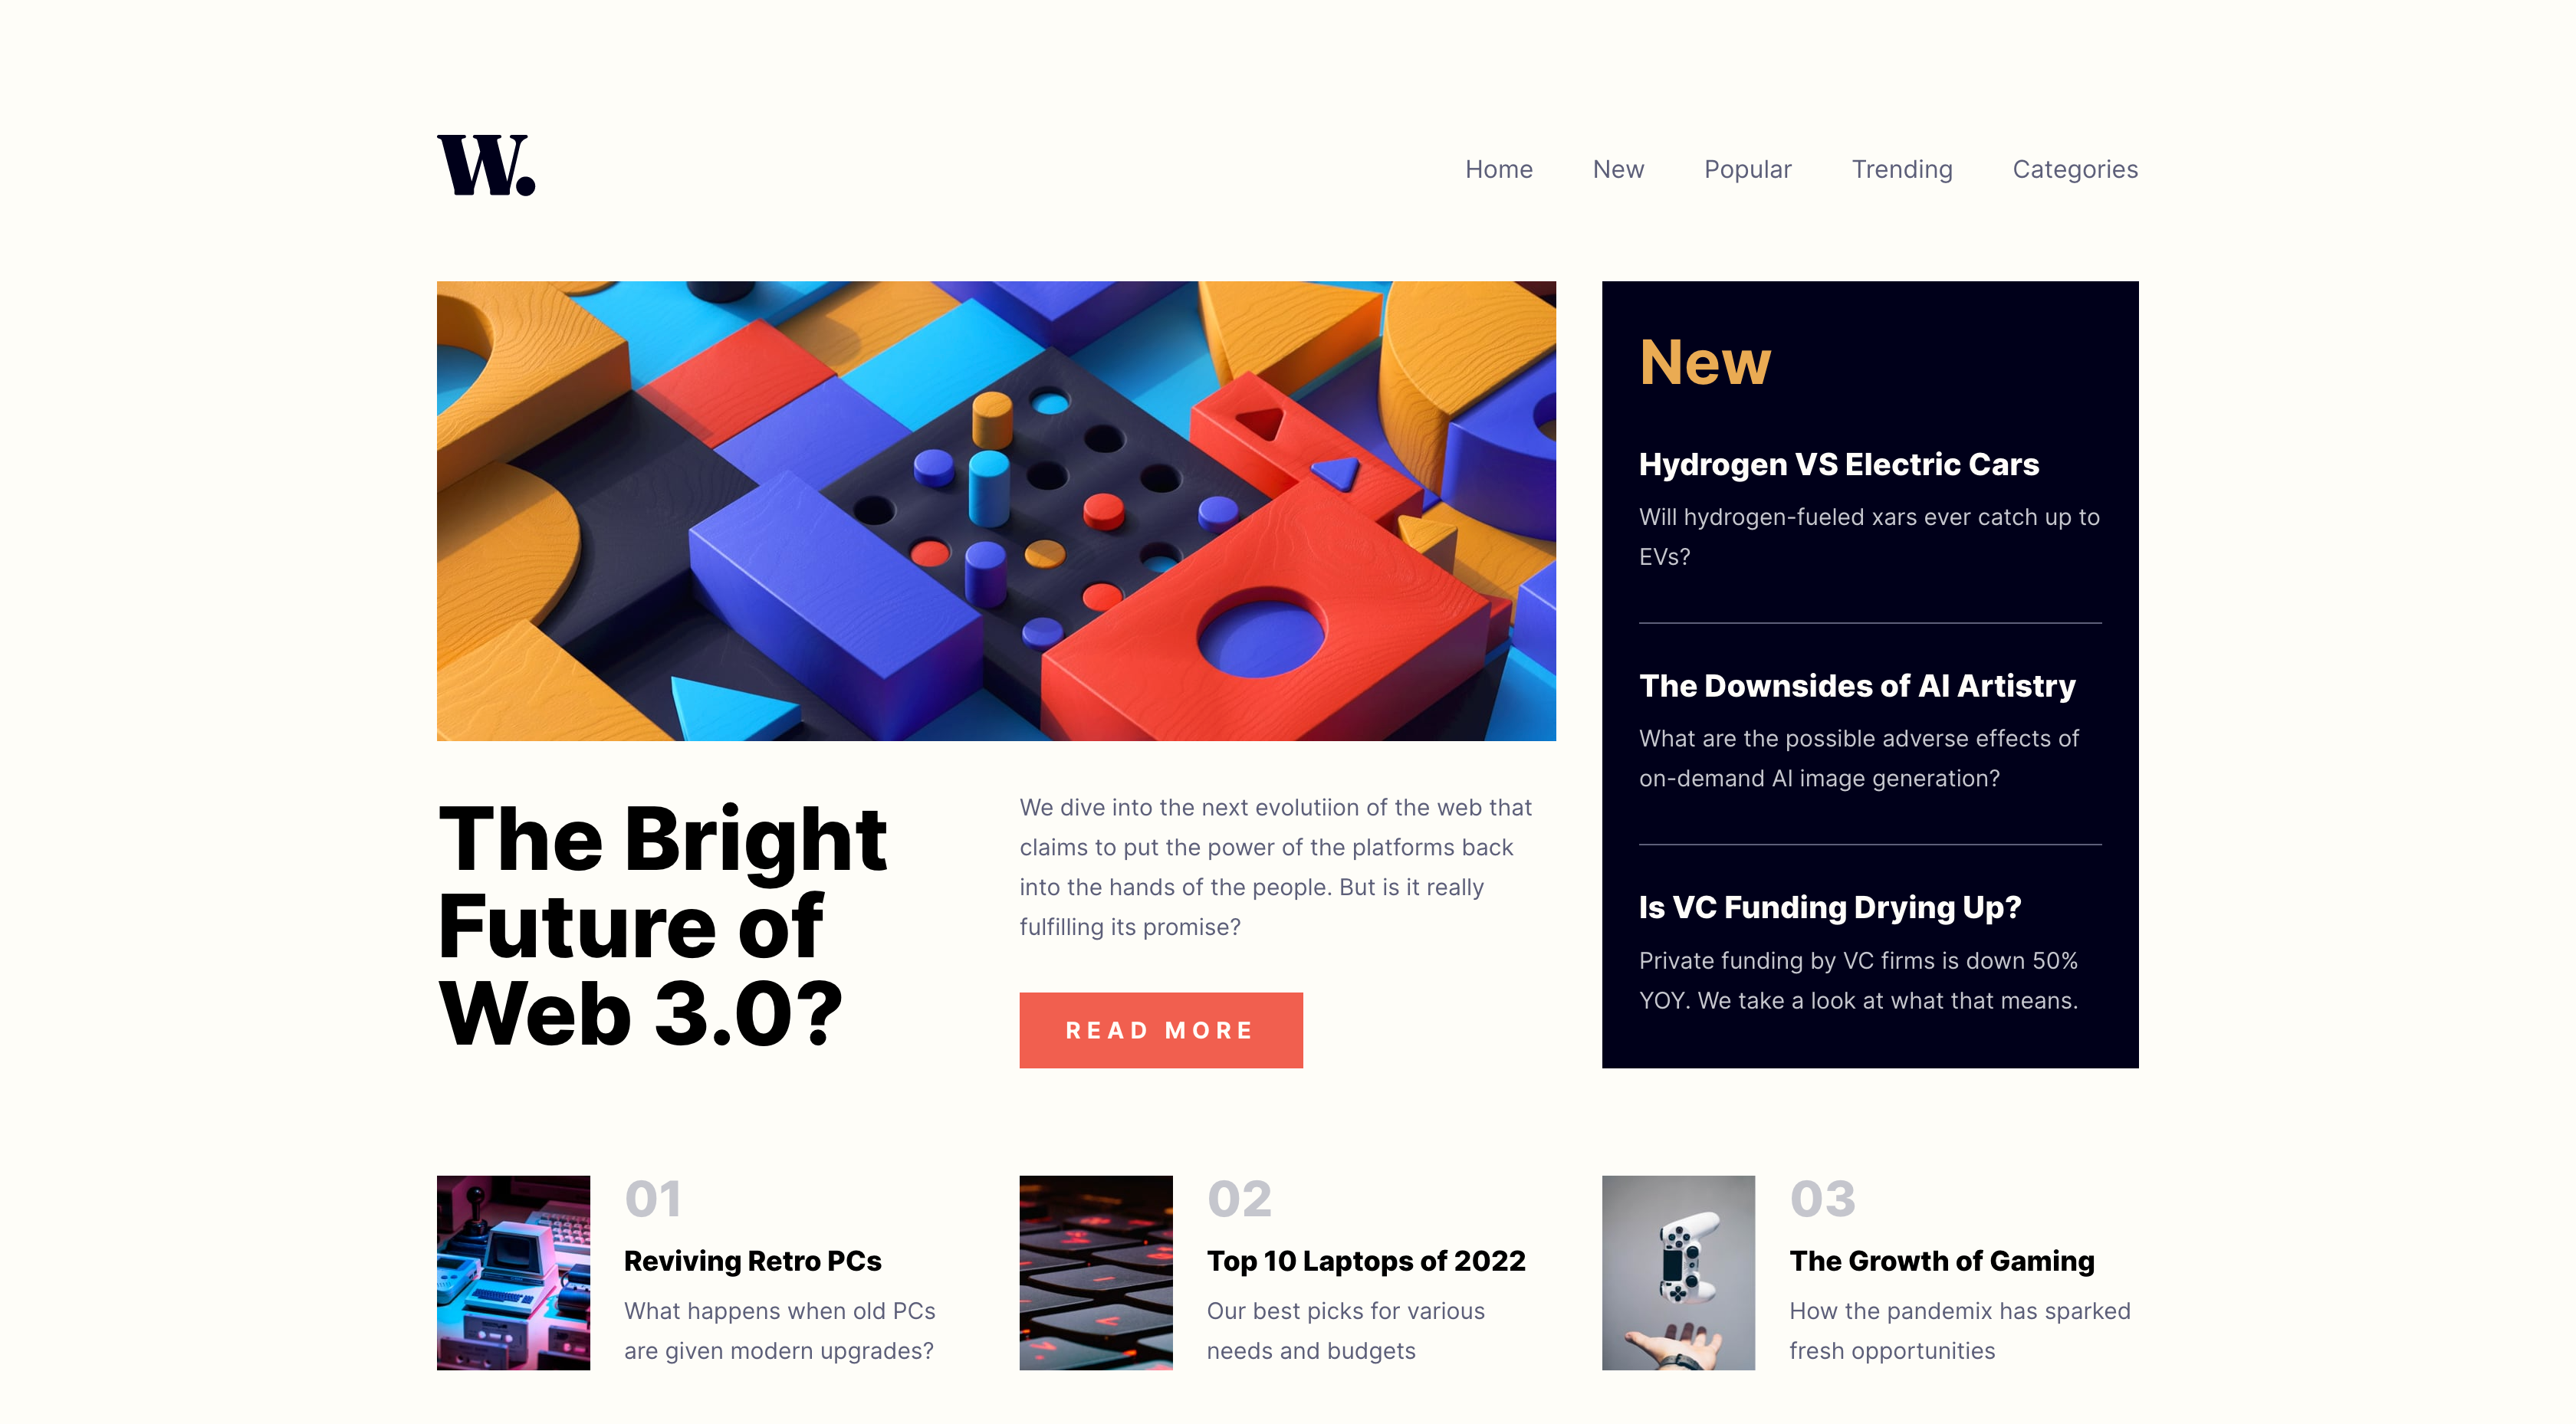 W.
Home New Popular Trending Categories
New
Hydrogen VS Electric Cars
Will hydrogen-fueled xars ever catch up to
EVs?
The Downsides of AI Artistry
What are the possible adverse effects of
on-demand AI image generation?
Is VC Funding Drying Up?
Private funding by VC firms is down 50%
YOY. We take a look at what that means.
The Bright
Future of
Web 3.0?
We dive into the next evolutiion of the web that
claims to put the power of the platforms back
into the hands of the people. But is it really
fulfilling its promise?
READ MORE
01
Reviving Retro PCs
What happens when old PCs
are given modern upgrades?
02
Top 10 Laptops of 2022
Our best picks for various
needs and budgets
03
The Growth of Gaming
How the pandemix has sparked
fresh opportunities